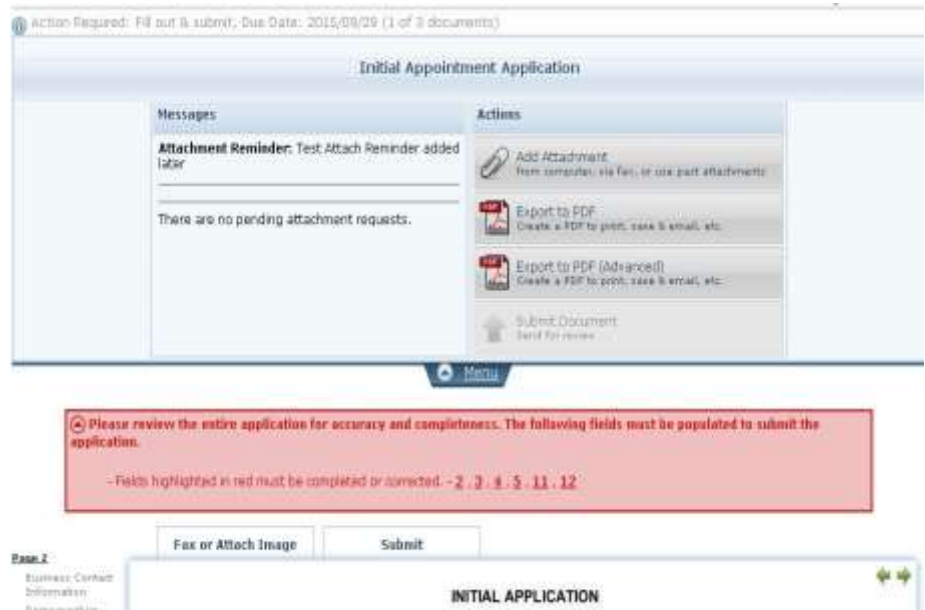 Action Required: Fill out & submit, Due Date: 2015/09/29 (1 of 3 documents)
Initial Appointment Application
Messages
Actions
Attachment Reminder: Test Attach Reminder added
later
There are no pending attachment requests.
Add Attachment
from computer, via fax, or use past attachments
Export to PDF
Create a PDF to print, save & email, etc.
Export to PDF (Advanced)
Create a PDF to print, save & email, etc.
Submit Document
Send for review
Menu
Please review the entire application for accuracy and completeness. The following fields must be populated to submit the
application.
- Fields highlighted in red must be completed or corrected. - 2 , 3 , 4 , 5 , 11 , 12
Fax or Attach Image
Submit
Page 2
Business Contact
Information
INITIAL APPLICATION